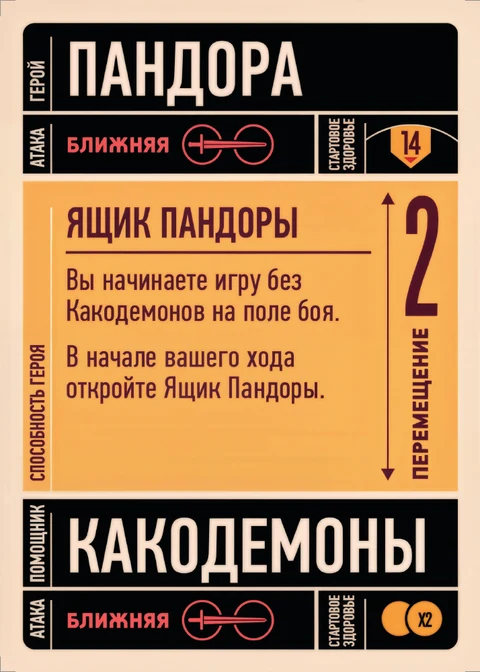 ГЕРОЙ
ПАНДОРА
АТАКА
БЛИЖНЯЯ
СТАРТОВОЕ
ЗДОРОВЬЕ
14
СПОСОБНОСТЬ ГЕРОЯ
ЯЩИК ПАНДОРЫ
Вы начинаете игру без
Какодемонов на поле боя.
В начале вашего хода
откройте Ящик Пандоры.
2
ПЕРЕМЕЩЕНИЕ
ПОМОЩНИК
КАКОДЕМОНЫ
АТАКА
БЛИЖНЯЯ
СТАРТОВОЕ
ЗДОРОВЬЕ
X2